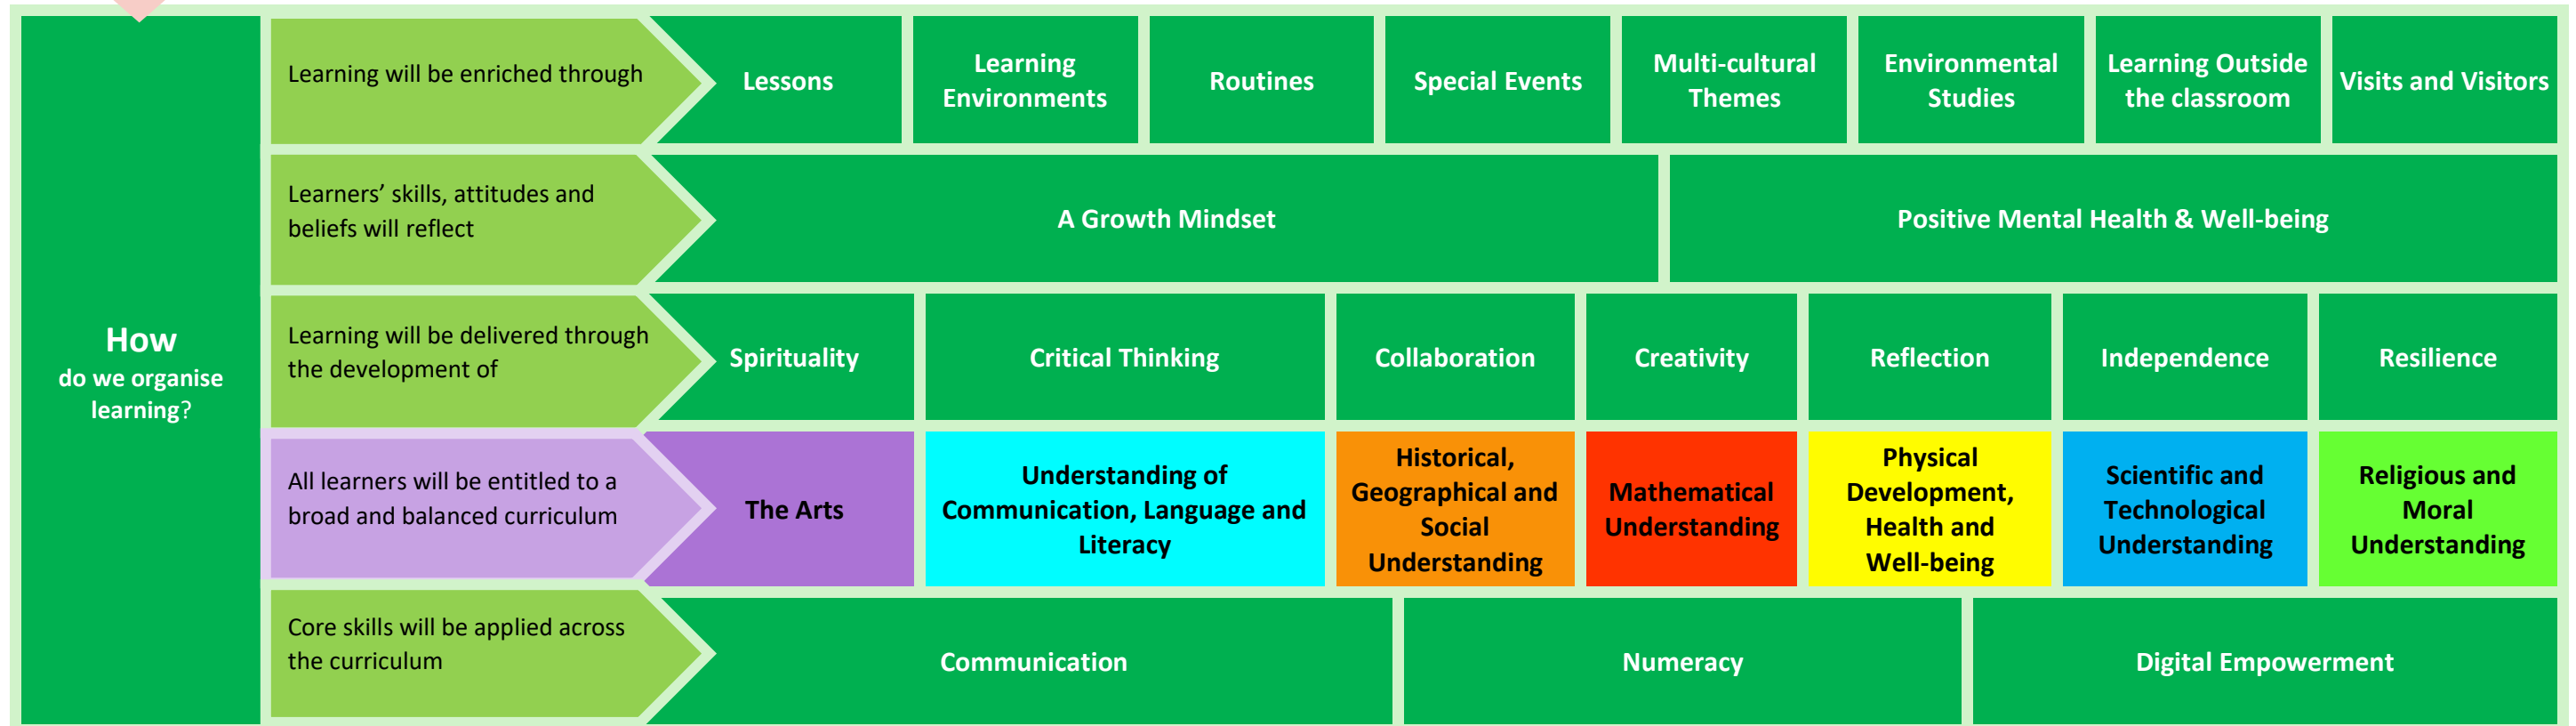 How
do we organise
learning?
Learning will be enriched through
Lessons
Learning
Environments
Routines
Special Events
Multi-cultural
Themes
Environmental
Studies
Learning Outside
the classroom
Visits and Visitors
Learners’ skills, attitudes and
beliefs will reflect
A Growth Mindset
Positive Mental Health & Well-being
Learning will be delivered through
the development of
Spirituality
Critical Thinking
Collaboration
Creativity
Reflection
Independence
Resilience
All learners will be entitled to a
broad and balanced curriculum
The Arts
Understanding of
Communication, Language and
Literacy
Historical,
Geographical and
Social
Understanding
Mathematical
Understanding
Physical
Development,
Health and
Well-being
Scientific and
Technological
Understanding
Religious and
Moral
Understanding
Core skills will be applied across
the curriculum
Communication
Numeracy
Digital Empowerment